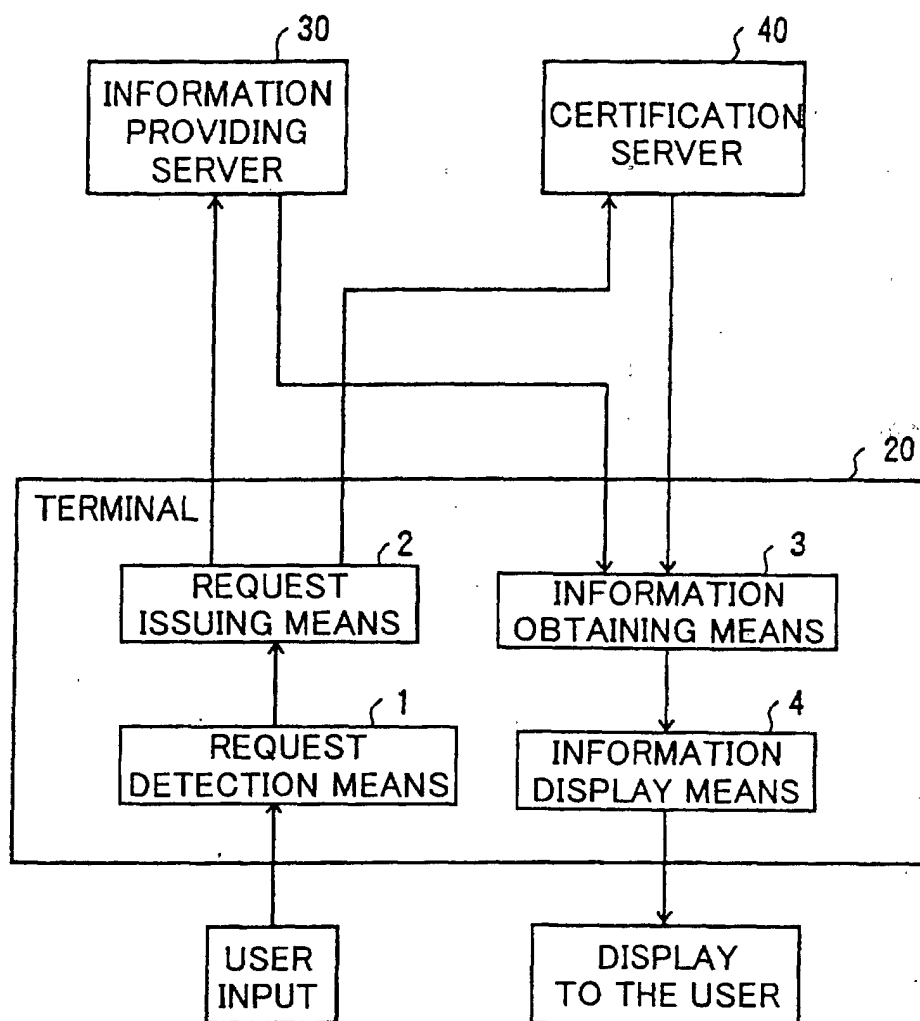 30
40
INFORMATION
PROVIDING
SERVER
CERTIFICATION
SERVER
20
TERMINAL
2
3
REQUEST
ISSUING MEANS
INFORMATION
OBTAINING MEANS
1
4
REQUEST
DETECTION MEANS
INFORMATION
DISPLAY MEANS
USER
INPUT
DISPLAY
TO THE USER